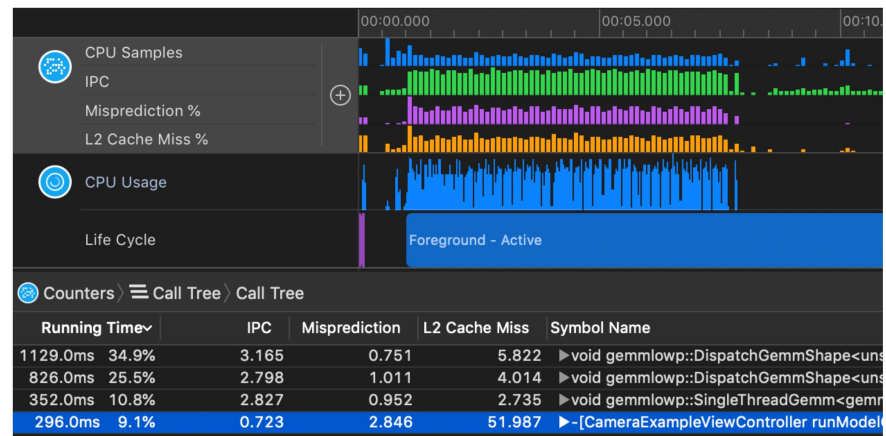 00:00.000 00:05.000 00:10.
CPU Samples
IPC
Misprediction %
L2 Cache Miss %
CPU Usage
Life Cycle
Foreground - Active
Counters Call Tree Call Tree
Running Time IPC Misprediction L2 Cache Miss Symbol Name
1129.0ms 34.9% 3.165 0.751 5.822 void gemmlowp::DispatchGemmShape<uns
826.0ms 25.5% 2.798 1.011 4.014 void gemmlowp::DispatchGemmShape<uns
352.0ms 10.8% 2.827 0.952 2.735 void gemmlowp::SingleThreadGemm<gemm
296.0ms 9.1% 0.723 2.846 51.987 -[CameraExampleViewController runModel